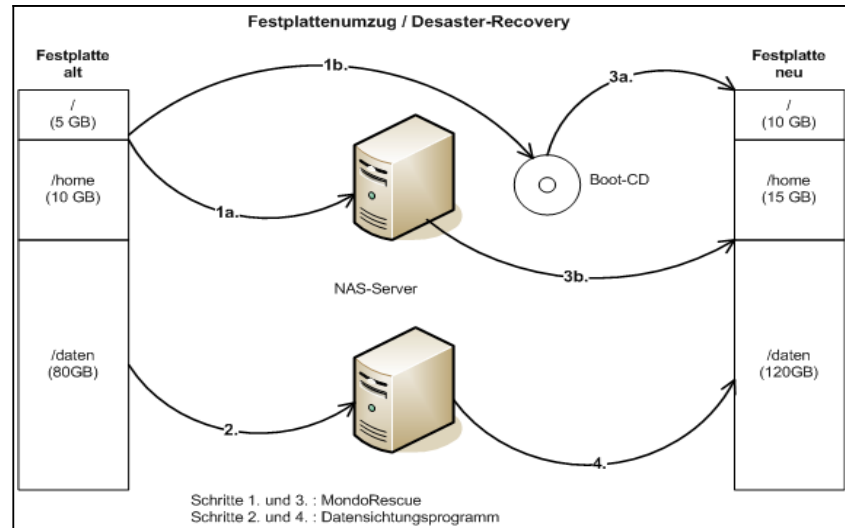 Festplattenumzug / Desaster-Recovery
Festplatte
alt
/
(5 GB)
/home
(10 GB)
/daten
(80GB)
1b.
1a.
2.
NAS-Server
Boot-CD
3a.
3b.
4.
Festplatte
neu
/
(10 GB)
/home
(15 GB)
/daten
(120GB)
Schritte 1. und 3. : MondoRescue
Schritte 2. und 4. : Datensichtungsprogramm